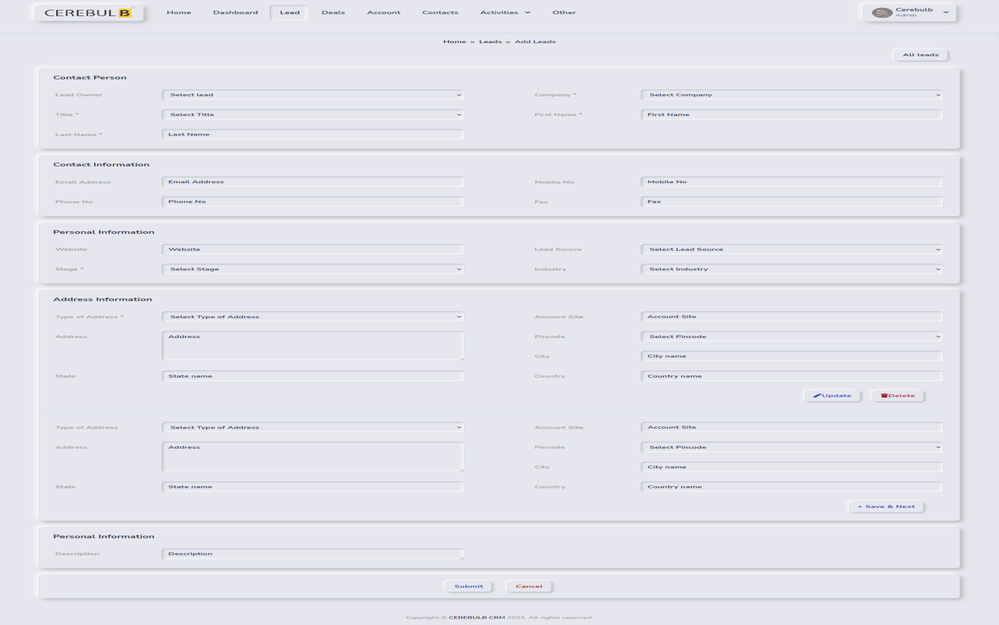 CEREBULB Home Dashboard Lead Deals Account Contacts Activities Other Cerebulb
Admin
Home » Leads » Add Leads
All leads
Contact Person
Lead Owner Select lead Company * Select Company
Title * Select Title First Name * First Name
Last Name * Last Name
Contact Information
Email Address Email Address Mobile No Mobile No
Phone No Phone No Fax Fax
Personal Information
Website Website Lead Source Select Lead Source
Stage * Select Stage Industry Select Industry
Address Information
Type of Address * Select Type of Address Account Site Account Site
Address Address Pincode Select Pincode
City City name
State State name Country Country name
Update Delete
Type of Address Select Type of Address Account Site Account Site
Address Address Pincode Select Pincode
City City name
State State name Country Country name
+ Save & Next
Personal Information
Description Description
Submit Cancel
Copyright © CEREBULB CRM 2023. All rights reserved.